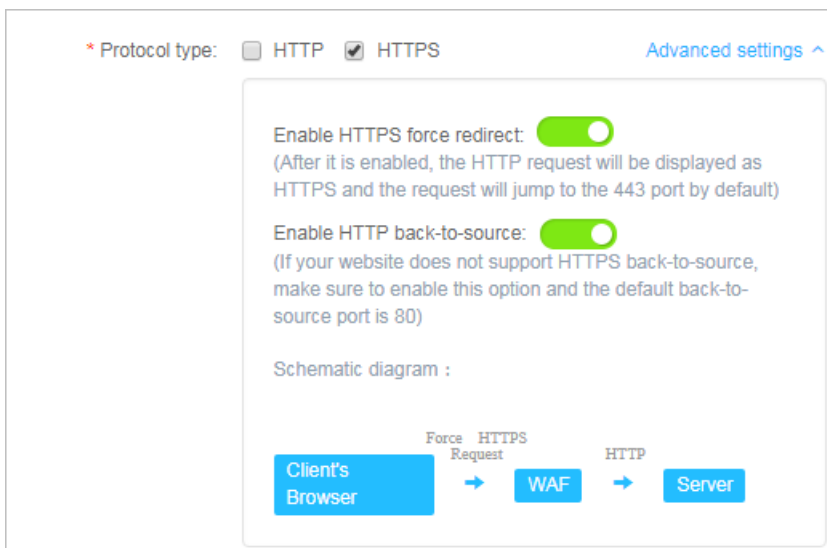 * Protocol type: HTTP HTTPS Advanced settings
Enable HTTPS force redirect:
(After it is enabled, the HTTP request will be displayed as
HTTPS and the request will jump to the 443 port by default)
Enable HTTP back-to-source:
(If your website does not support HTTPS back-to-source,
make sure to enable this option and the default back-to-
source port is 80)
Schematic diagram：
Force HTTPS
Request
HTTP
Client's
Browser
WAF
Server